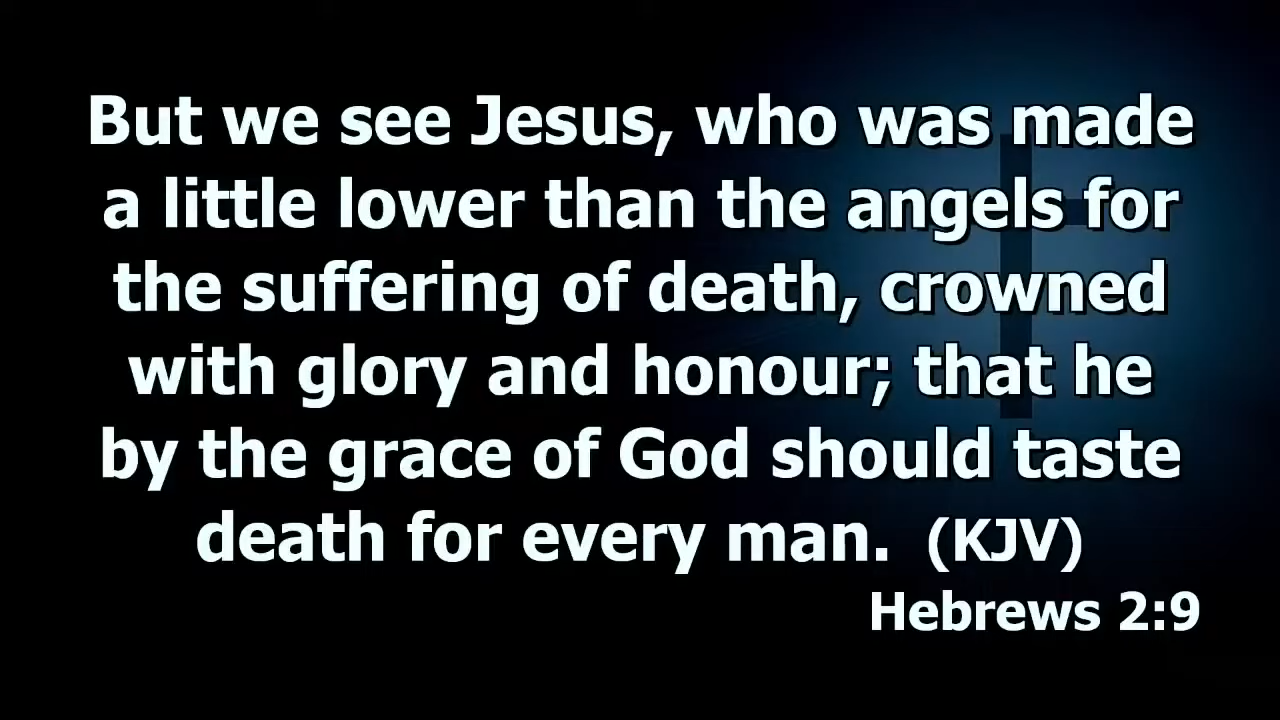 But we see Jesus, who was made
a little lower than the angels for
the suffering of death, crowned
with glory and honour; that he
by the grace of God should taste
death for every man. (KJV)
Hebrews 2:9